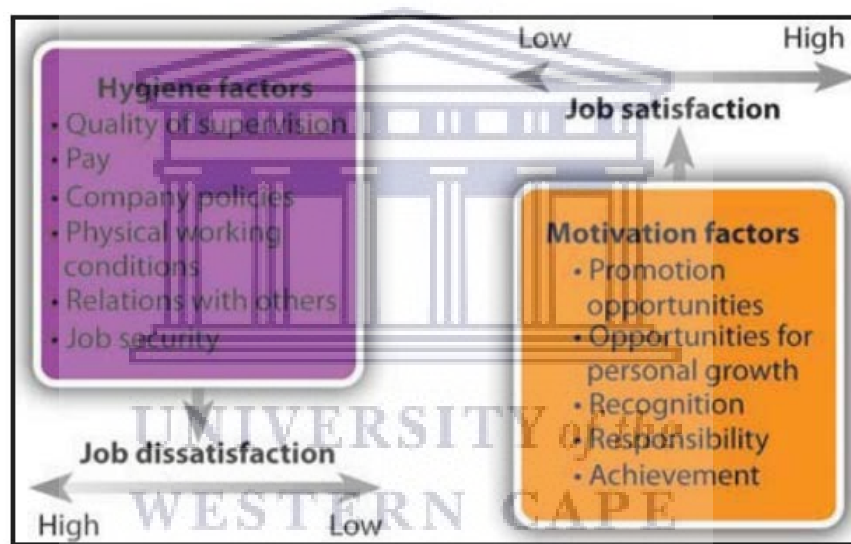 Hygiene factors
• Quality of supervision
• Pay
• Company policies
• Physical working
conditions
• Relations with others
• Job security
Job dissatisfaction
High Low
Low High
Job satisfaction
Motivation factors
• Promotion
opportunities
• Opportunities for
personal growth
• Recognition
• Responsibility
• Achievement
UNIVERSITY of the
WESTERN CAPE